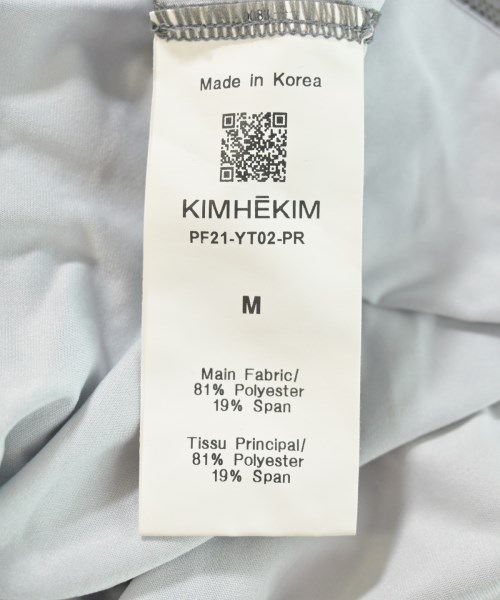 Made in Korea
KIMHĒKIM
PF21-YT02-PR
M
Main Fabric/
81% Polyester
19% Span
Tissu Principal/
81% Polyester
19% Span